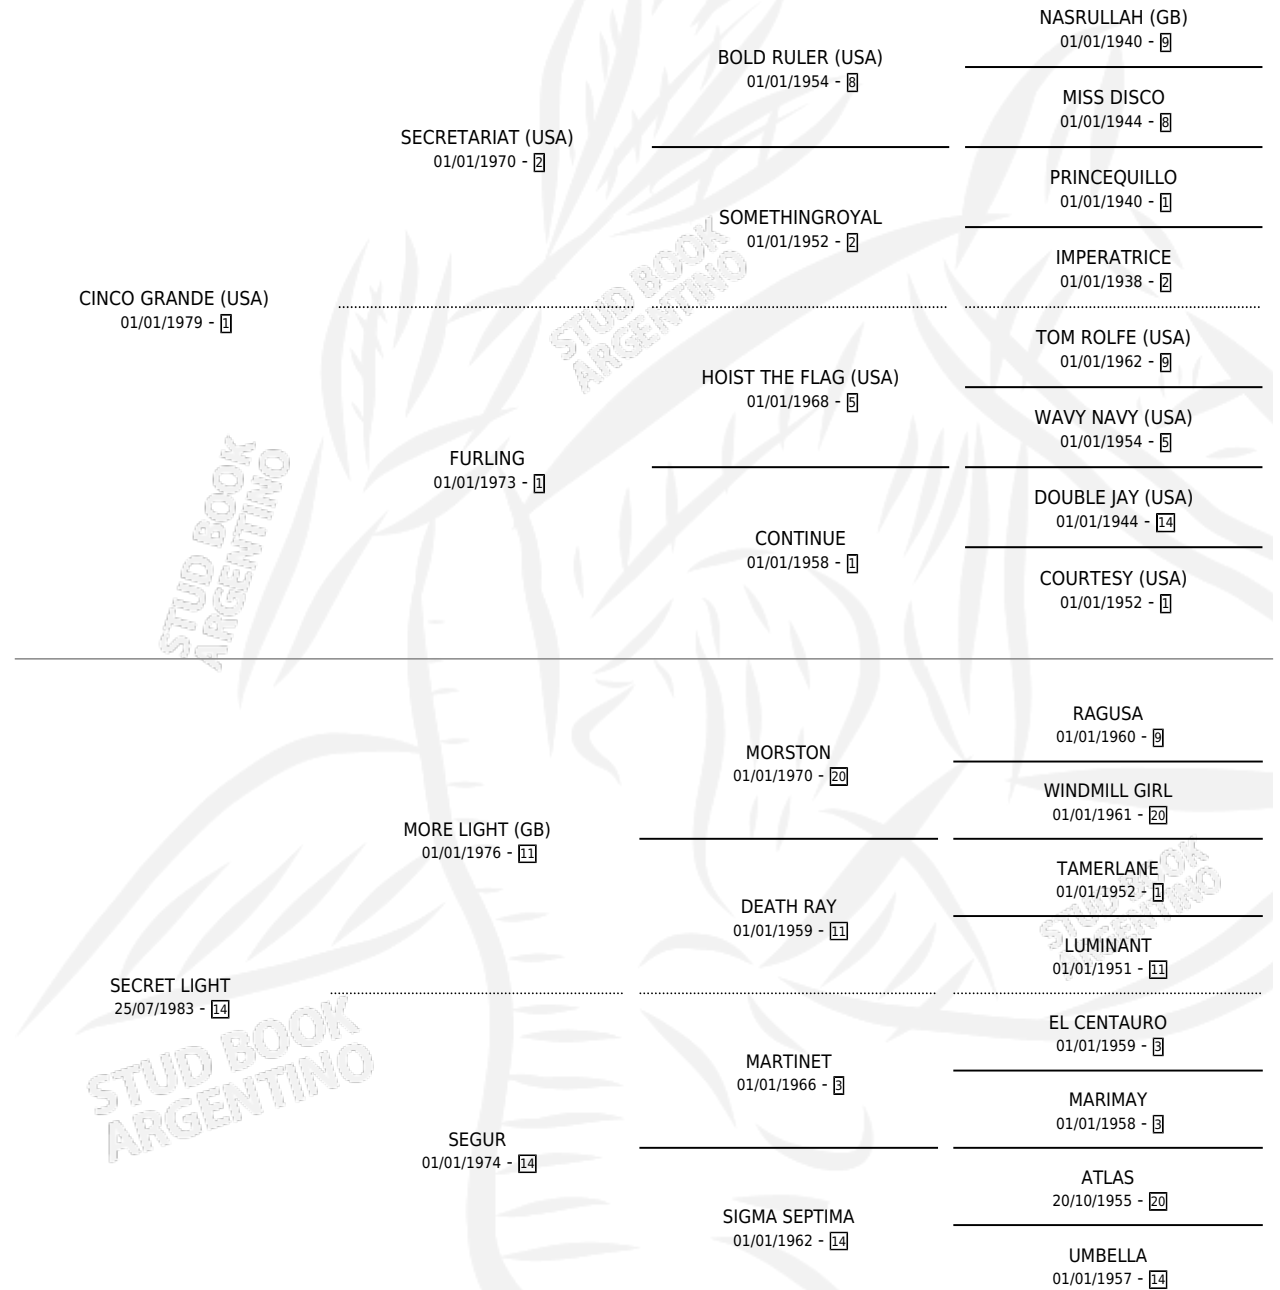 NASRULLAH (GB)
01/01/1940 - 9
BOLD RULER (USA)
01/01/1954 - 8
MISS DISCO
01/01/1944 - 8
SECRETARIAT (USA)
01/01/1970 - 2
PRINCEQUILLO
01/01/1940 - 1
SOMETHINGROYAL
01/01/1952 - 2
IMPERATRICE
01/01/1938 - 2
CINCO GRANDE (USA)
01/01/1979 - 1
TOM ROLFE (USA)
01/01/1962 - 9
HOIST THE FLAG (USA)
01/01/1968 - 5
WAVY NAVY (USA)
01/01/1954 - 5
FURLING
01/01/1973 - 1
DOUBLE JAY (USA)
01/01/1944 - 14
CONTINUE
01/01/1958 - 1
COURTESY (USA)
01/01/1952 - 1
RAGUSA
01/01/1960 - 9
MORSTON
01/01/1970 - 20
WINDMILL GIRL
01/01/1961 - 20
MORE LIGHT (GB)
01/01/1976 - 11
TAMERLANE
01/01/1952 - 1
DEATH RAY
01/01/1959 - 11
LUMINANT
01/01/1951 - 11
SECRET LIGHT
25/07/1983 - 14
EL CENTAURO
01/01/1959 - 3
MARTINET
01/01/1966 - 3
MARIMAY
01/01/1958 - 3
SEGUR
01/01/1974 - 14
ATLAS
20/10/1955 - 20
SIGMA SEPTIMA
01/01/1962 - 14
UMBELLA
01/01/1957 - 14
STUD BOOK
ARGENTINO
STUD BOOK
ARGENTINO
STUD BOOK
ARGENTINO
STUD BOOK
ARGENTINO